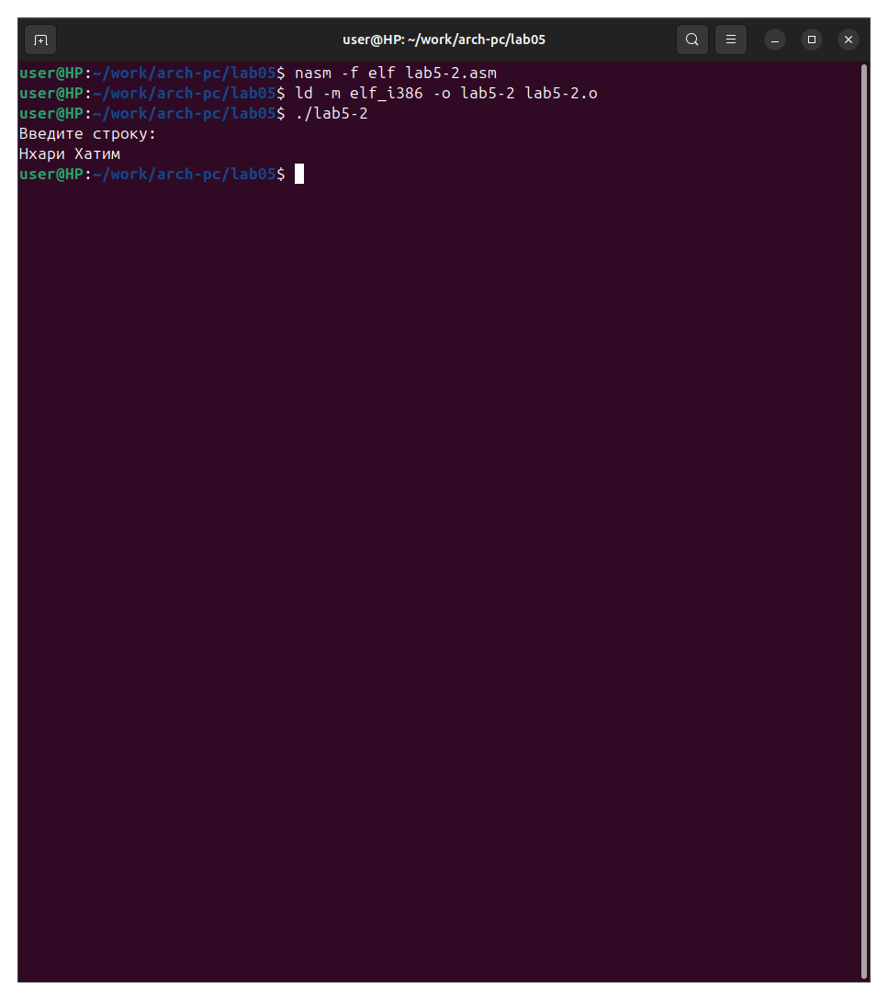 user@HP: ~/work/arch-pc/lab05
user@HP:~/work/arch-pc/lab05$ nasm -f elf lab5-2.asm
user@HP:~/work/arch-pc/lab05$ ld -m elf_i386 -o lab5-2 lab5-2.o
user@HP:~/work/arch-pc/lab05$ ./lab5-2
Введите строку:
Нхари Хатим
user@HP:~/work/arch-pc/lab05$